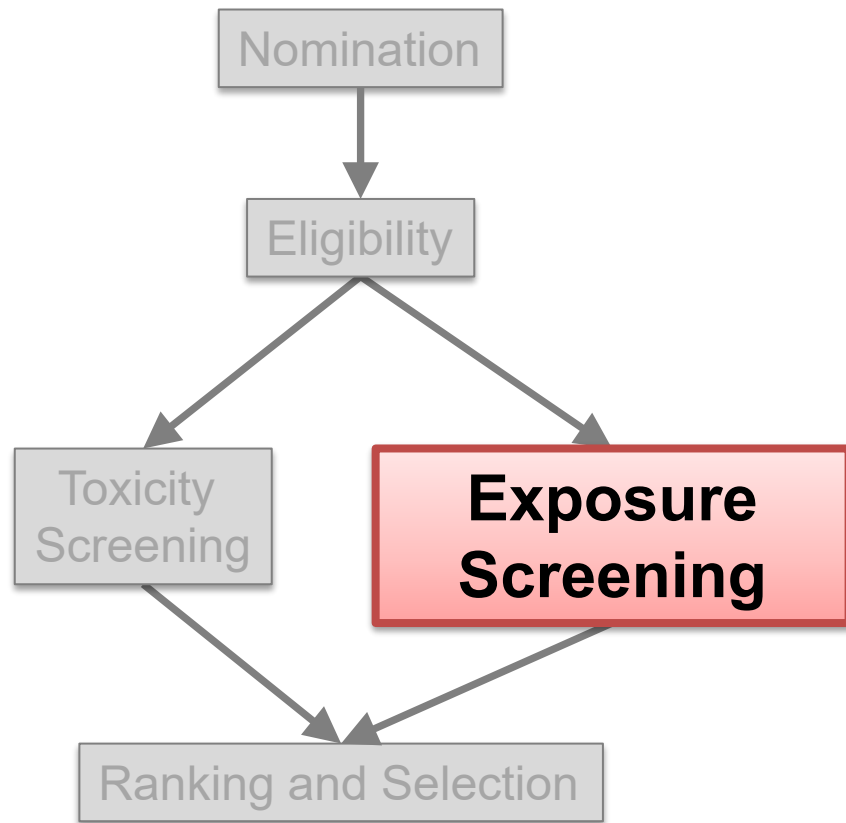 Nomination
Eligibility
Toxicity
Screening
Exposure
Screening
Ranking and Selection